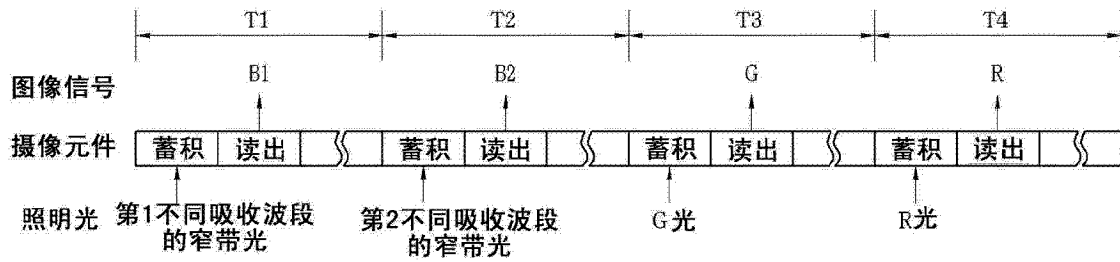 T1 T2 T3 T4
图像信号 B1 B2 G R
摄像元件 蓄积 读出 蓄积 读出 蓄积 读出 蓄积 读出
照明光 第1不同吸收波段 第2不同吸收波段 G光 R光
的窄带光 的窄带光